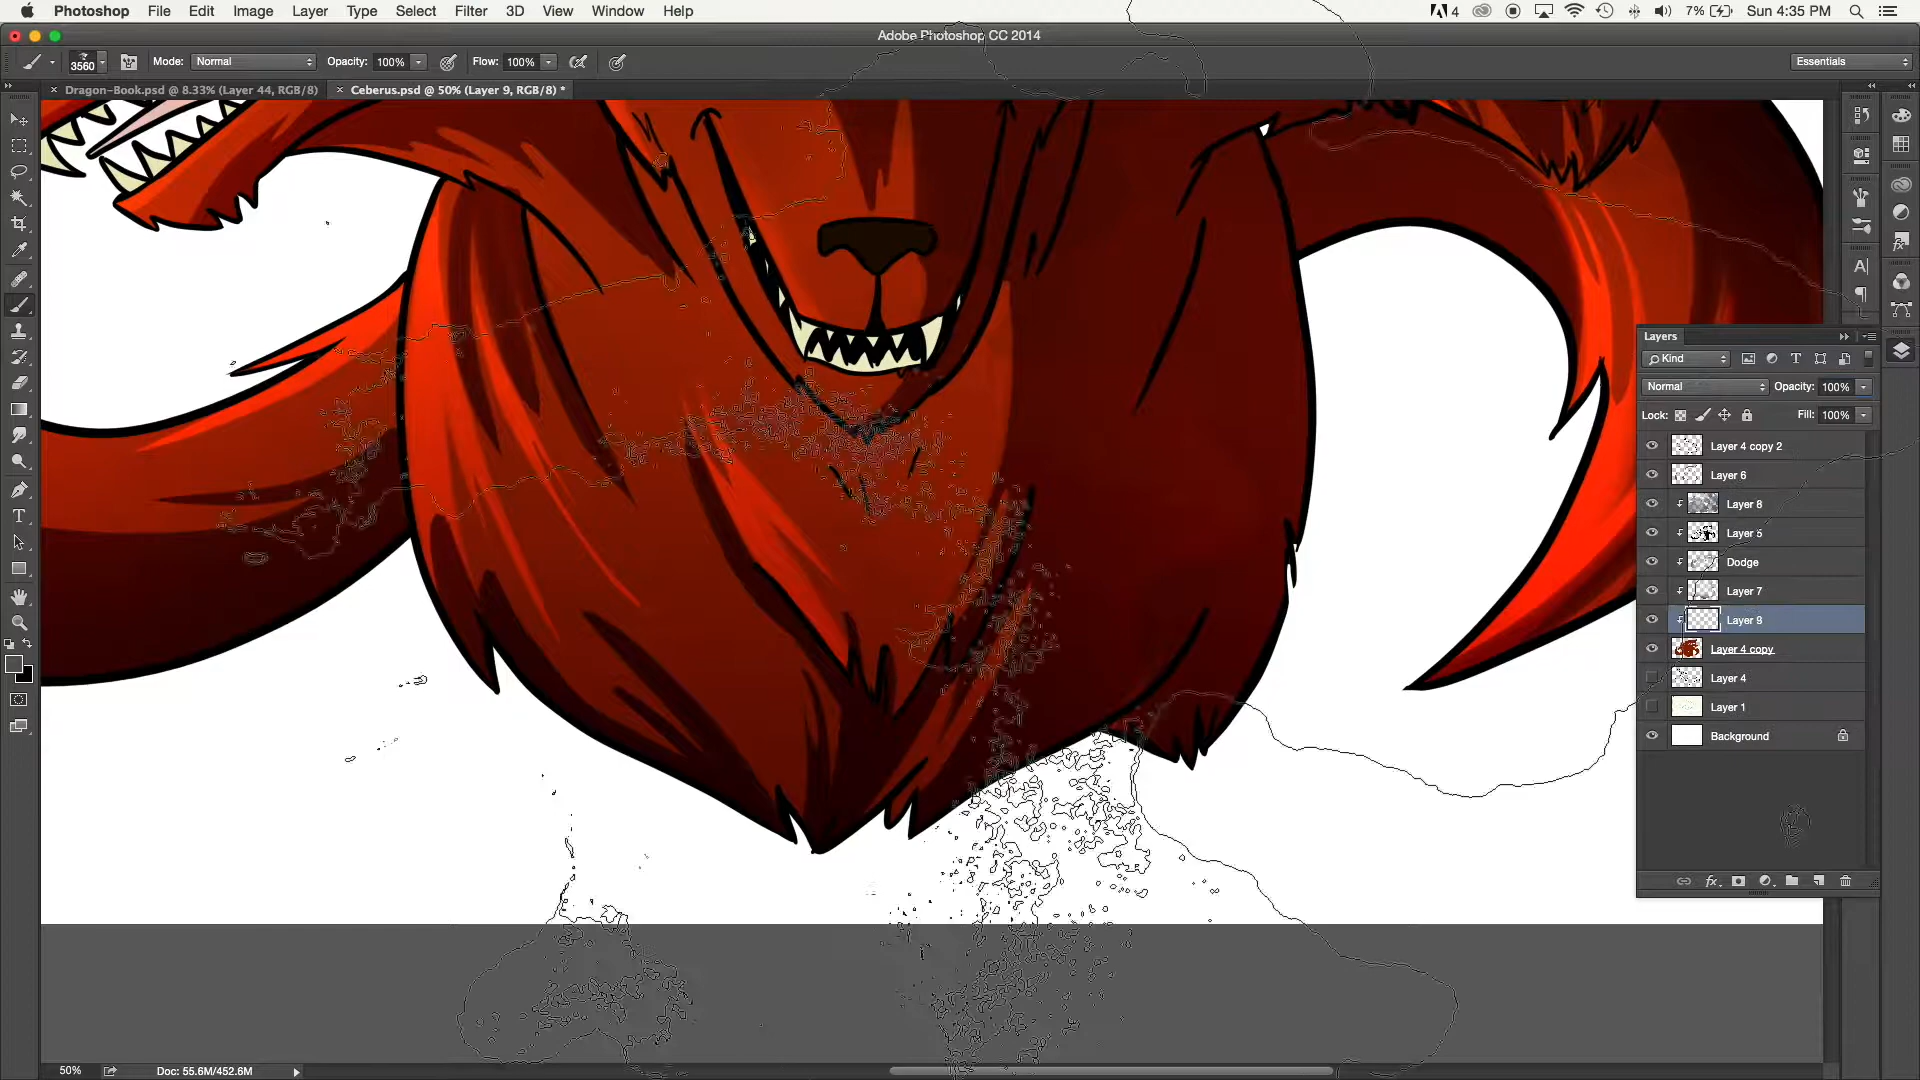 Photoshop File Edit Image Layer Type Select Filter 3D View Window Help 4 7% Sun 4:35 PM
Adobe Photoshop CC 2014
3560 Mode: Normal Opacity: 100% Flow: 100% Essentials
Dragon-Book.psd @ 8.33% (Layer 44, RGB/8) Ceberus.psd @ 50% (Layer 9, RGB/8) *
Layers
Kind
Normal Opacity: 100%
Lock: Fill: 100%
Layer 4 copy 2
Layer 6
Layer 8
Layer 5
Dodge
Layer 7
Layer 9
Layer 4 copy
Layer 4
Layer 1
Background
50% Doc: 55.6M/452.6M